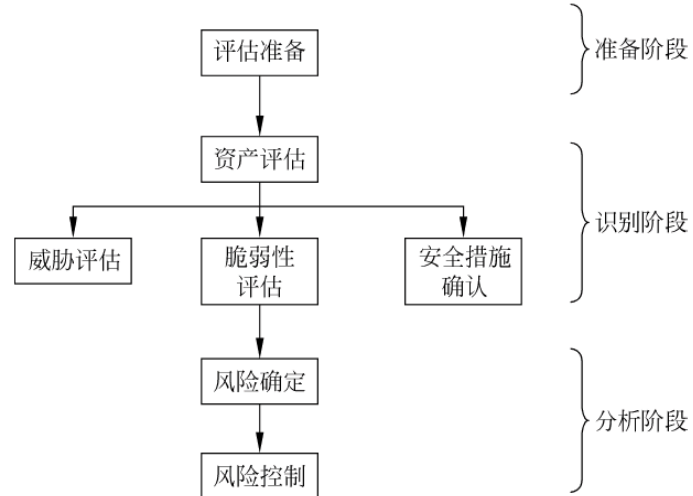 评估准备
准备阶段
资产评估
识别阶段
威胁评估
脆弱性
评估
安全措施
确认
风险确定
分析阶段
风险控制